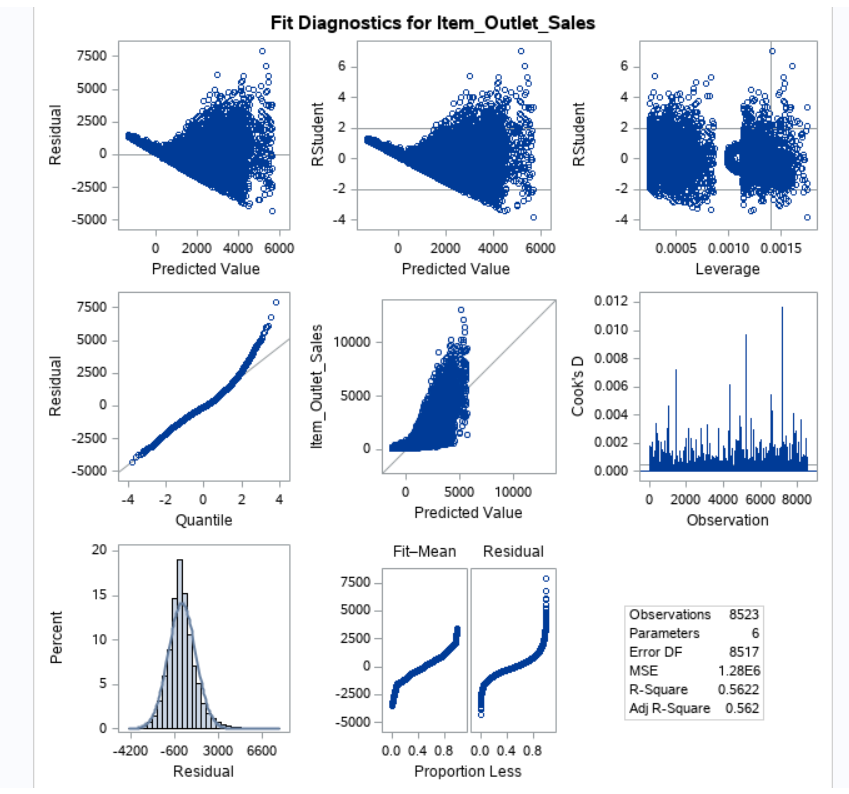 Fit Diagnostics for Item_Outlet_Sales
7500
5000
2500
0
-2500
-5000
Residual
0 2000 4000 6000
Predicted Value
6
4
2
0
-2
-4
RStudent
0 2000 4000 6000
Predicted Value
6
4
2
0
-2
-4
RStudent
0.0005 0.0010 0.0015
Leverage
7500
5000
2500
0
-2500
-5000
Residual
-4 -2 0 2 4
Quantile
10000
5000
0
Item_Outlet_Sales
0 5000 10000
Predicted Value
0.012
0.010
0.008
0.006
0.004
0.002
0.000
Cook's D
0 2000 4000 6000 8000
Observation
20
15
10
5
0
Percent
-4200 -600 3000 6600
Residual
Fit–Mean Residual
7500
5000
2500
0
-2500
-5000
0.0 0.4 0.8 0.0 0.4 0.8
Proportion Less
Observations 8523
Parameters 6
Error DF 8517
MSE 1.28E6
R-Square 0.5622
Adj R-Square 0.562